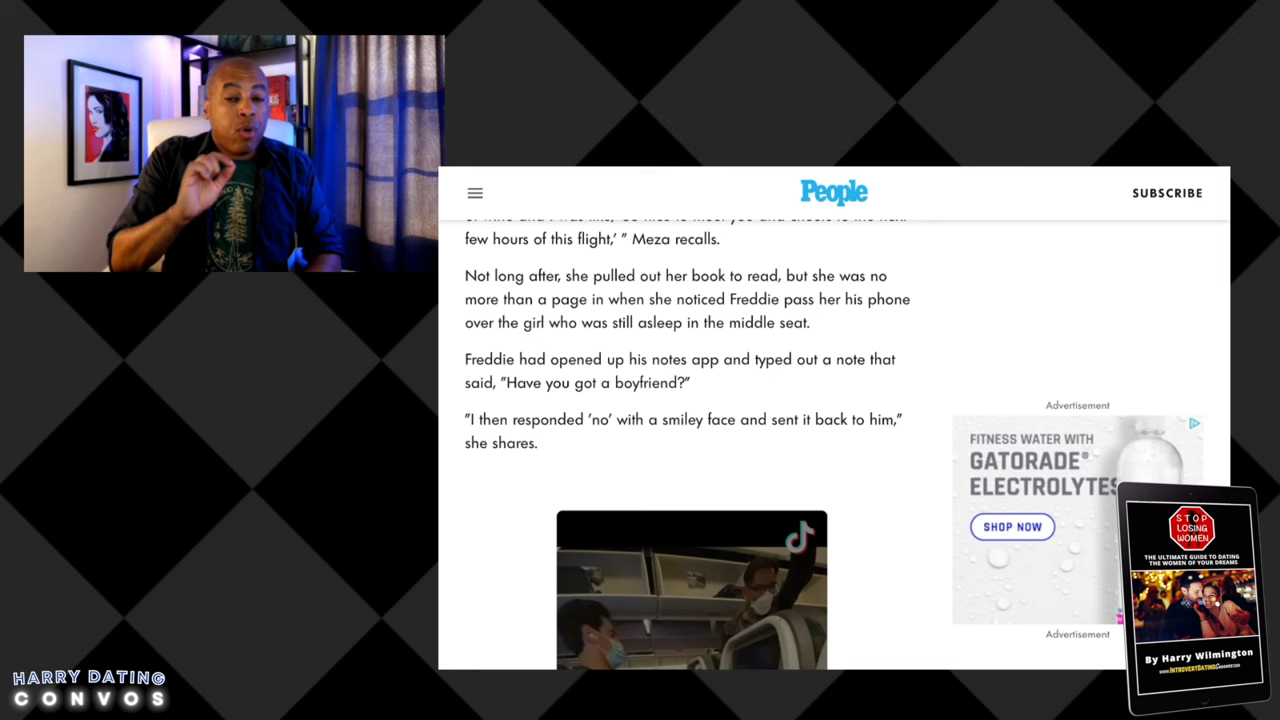 People
SUBSCRIBE
few hours of this flight,' " Meza recalls.
Not long after, she pulled out her book to read, but she was no
more than a page in when she noticed Freddie pass her his phone
over the girl who was still asleep in the middle seat.
Freddie had opened up his notes app and typed out a note that
said, "Have you got a boyfriend?"
"I then responded 'no' with a smiley face and sent it back to him,"
she shares.
Advertisement
FITNESS WATER WITH
GATORADE®
ELECTROLYTES
SHOP NOW
Advertisement
STOP
LOSING
WOMEN
THE ULTIMATE GUIDE TO DATING
THE WOMEN OF YOUR DREAMS
By Harry Wilmington
HARRY DATING
CONVOS